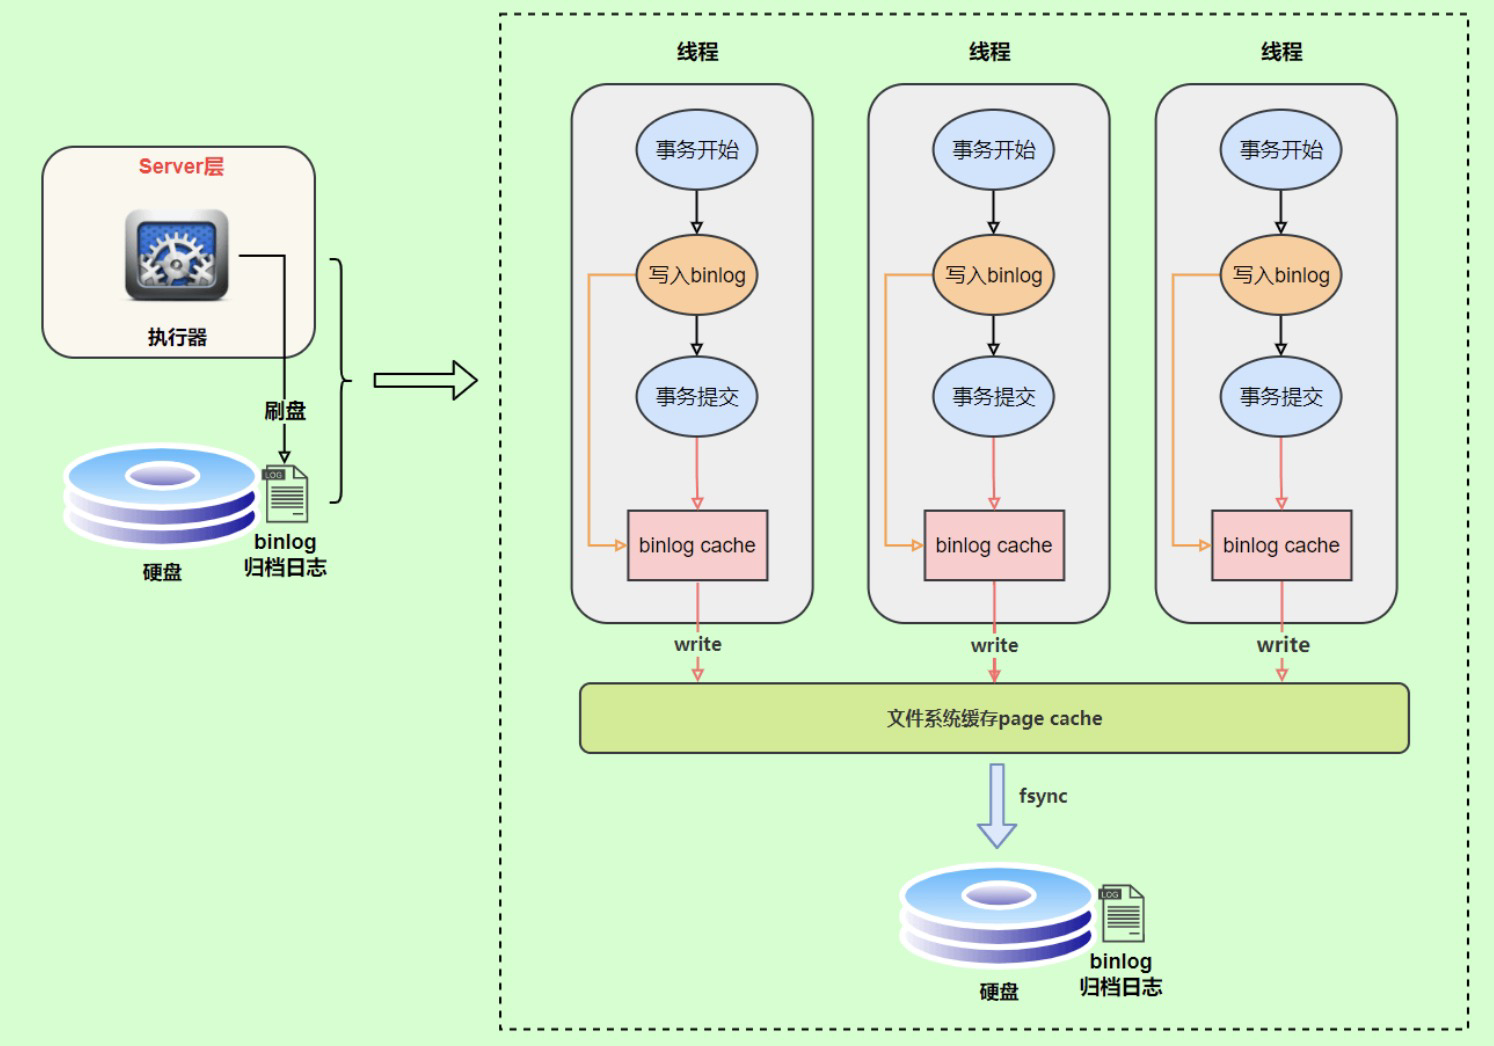 Server层
执行器
刷盘
LOG
binlog
归档日志
硬盘
线程
事务开始
写入binlog
事务提交
binlog cache
write
线程
事务开始
写入binlog
事务提交
binlog cache
write
线程
事务开始
写入binlog
事务提交
binlog cache
write
文件系统缓存page cache
fsync
LOG
binlog
归档日志
硬盘